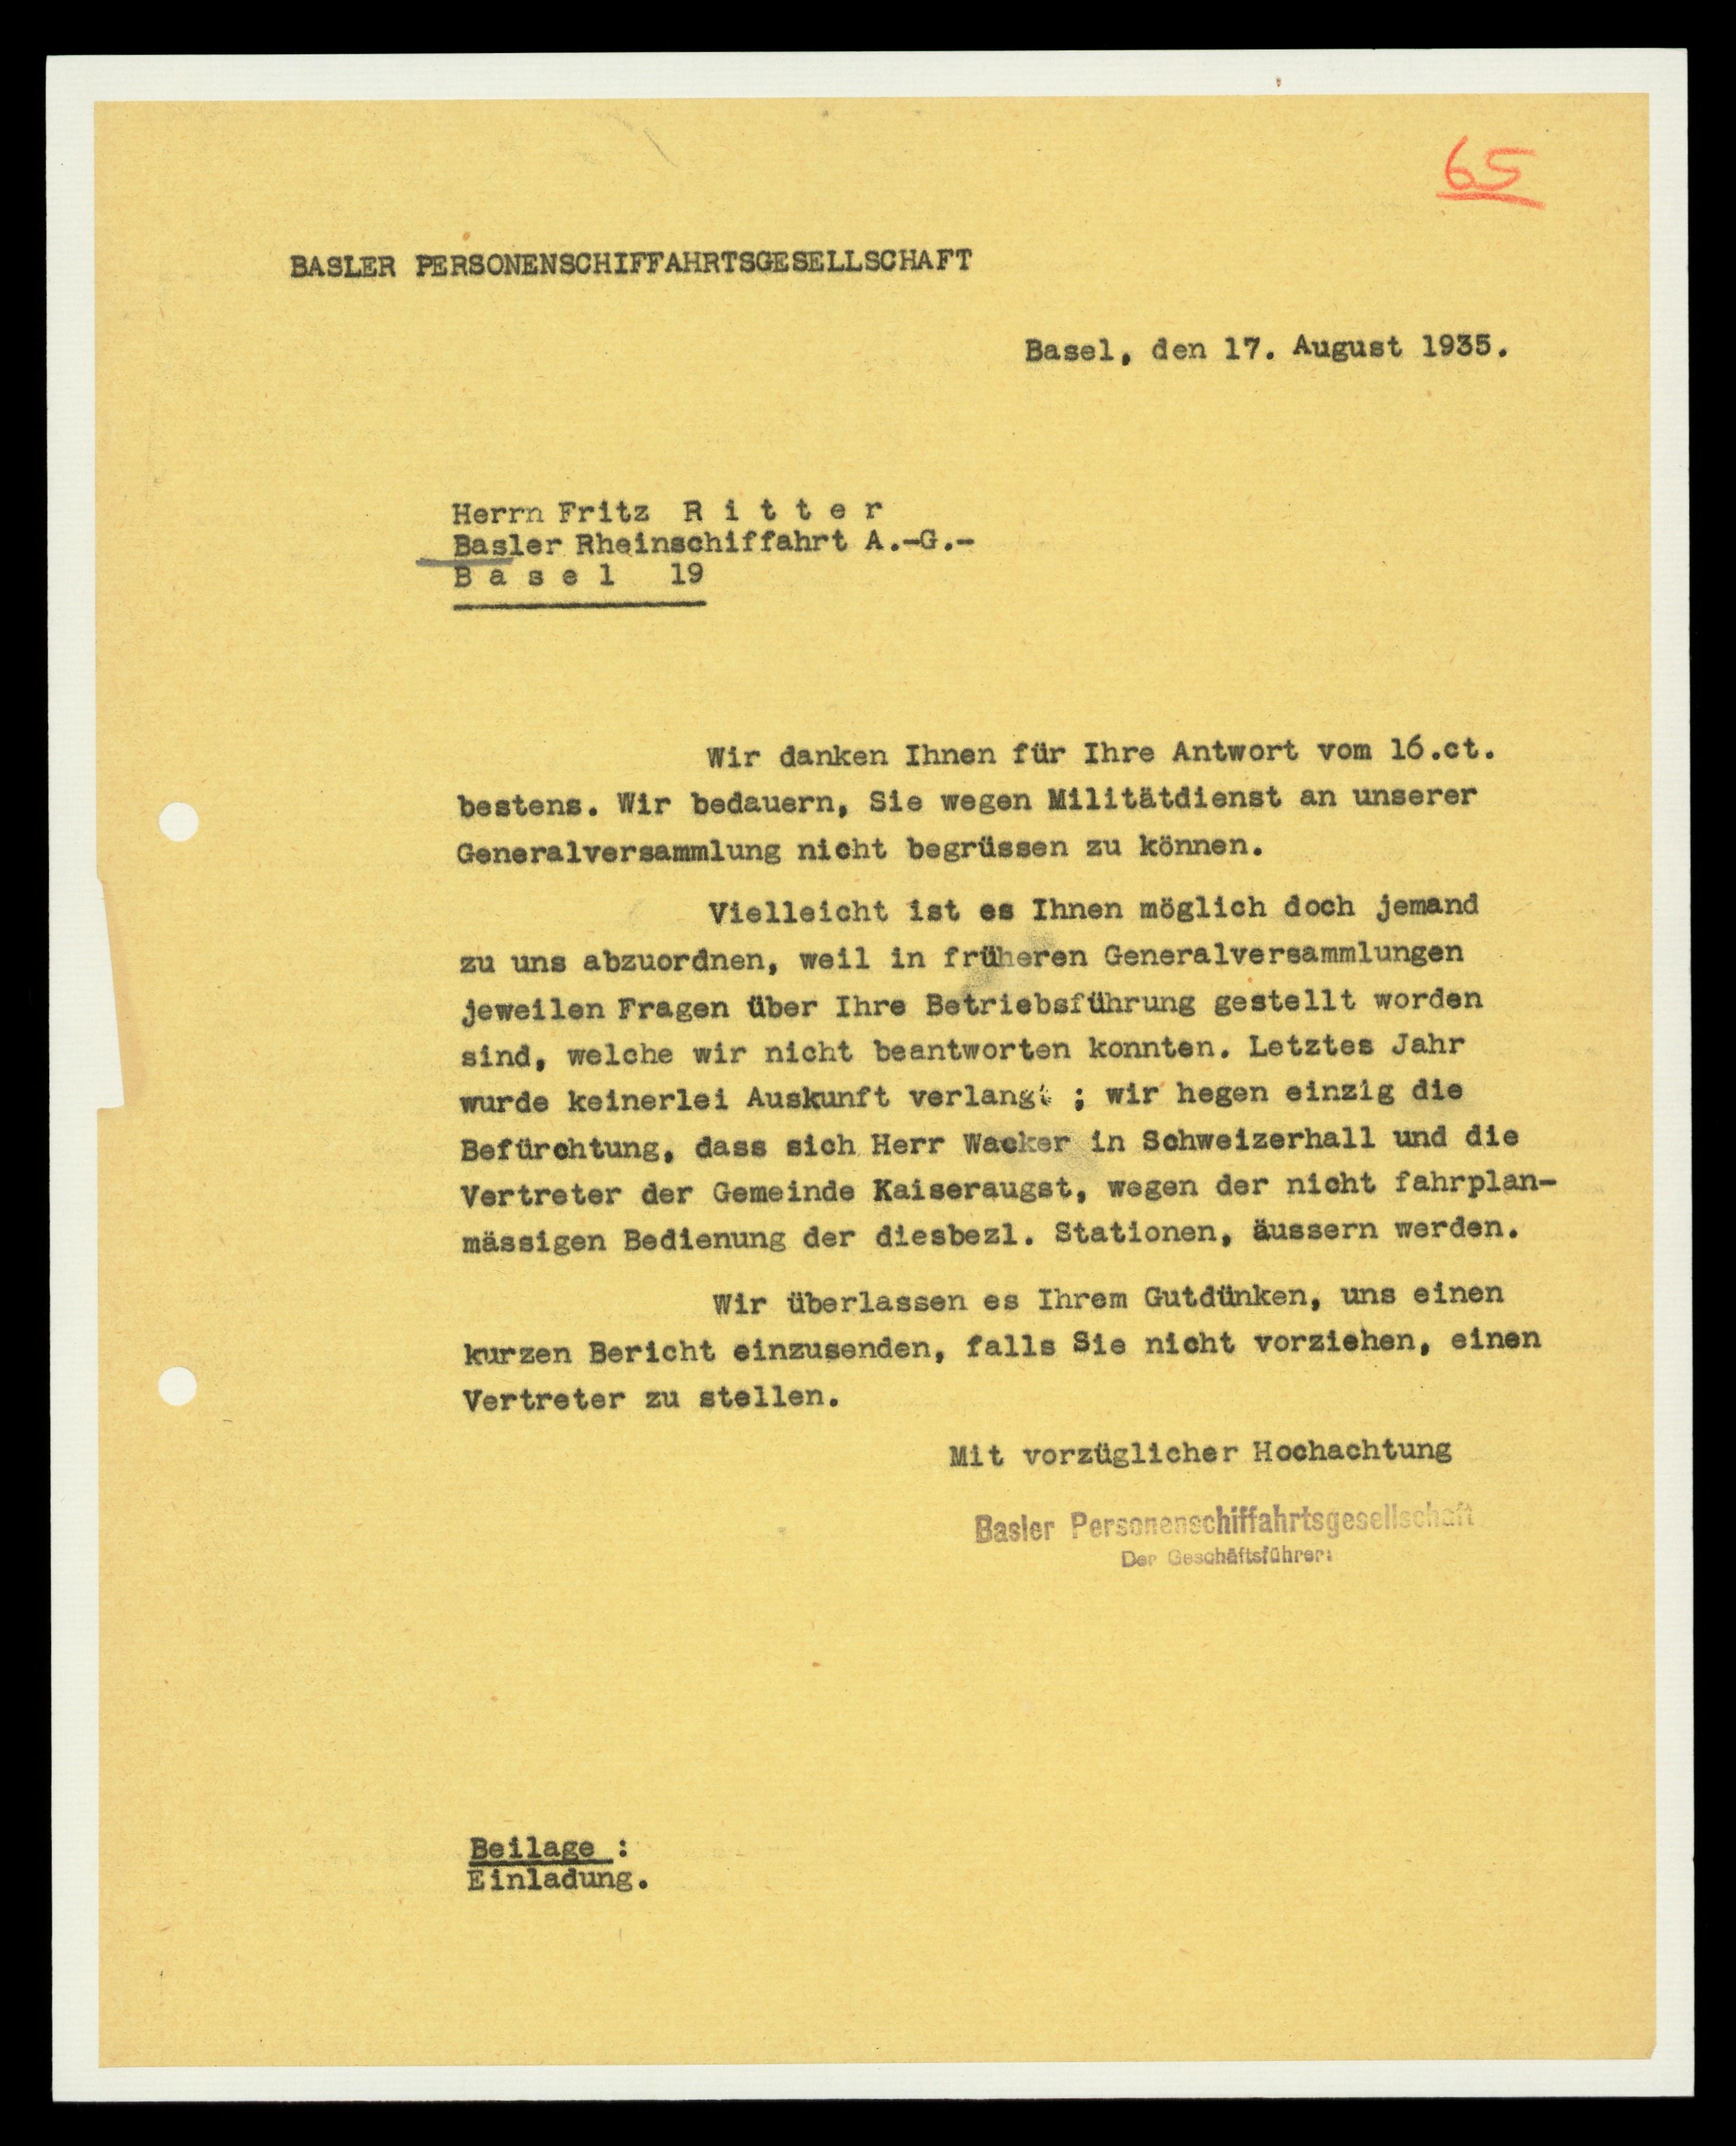 65
BASLER PERSONENSCHIFFAHRTSGESELLSCHAFT
Basel, den 17. August 1935.
Herrn Fritz R i t t e r
Basler Rheinschiffahrt A.-G.-
B a s e l 19
Wir danken Ihnen für Ihre Antwort vom 16.ct.
bestens. Wir bedauern, Sie wegen Militätdienst an unserer
Generalversammlung nicht begrüssen zu können.
Vielleicht ist es Ihnen möglich doch jemand
zu uns abzuordnen, weil in früheren Generalversammlungen
jeweilen Fragen über Ihre Betriebsführung gestellt worden
sind, welche wir nicht beantworten konnten. Letztes Jahr
wurde keinerlei Auskunft verlangt ; wir hegen einzig die
Befürchtung, dass sich Herr Wacker in Schweizerhall und die
Vertreter der Gemeinde Kaiseraugst, wegen der nicht fahrplan-
mässigen Bedienung der diesbezl. Stationen, äussern werden.
Wir überlassen es Ihrem Gutdünken, uns einen
kurzen Bericht einzusenden, falls Sie nicht vorziehen, einen
Vertreter zu stellen.
Mit vorzüglicher Hochachtung
Basler Personenschiffahrtsgesellschaft
Der Geschäftsführer:
Beilage :
Einladung.